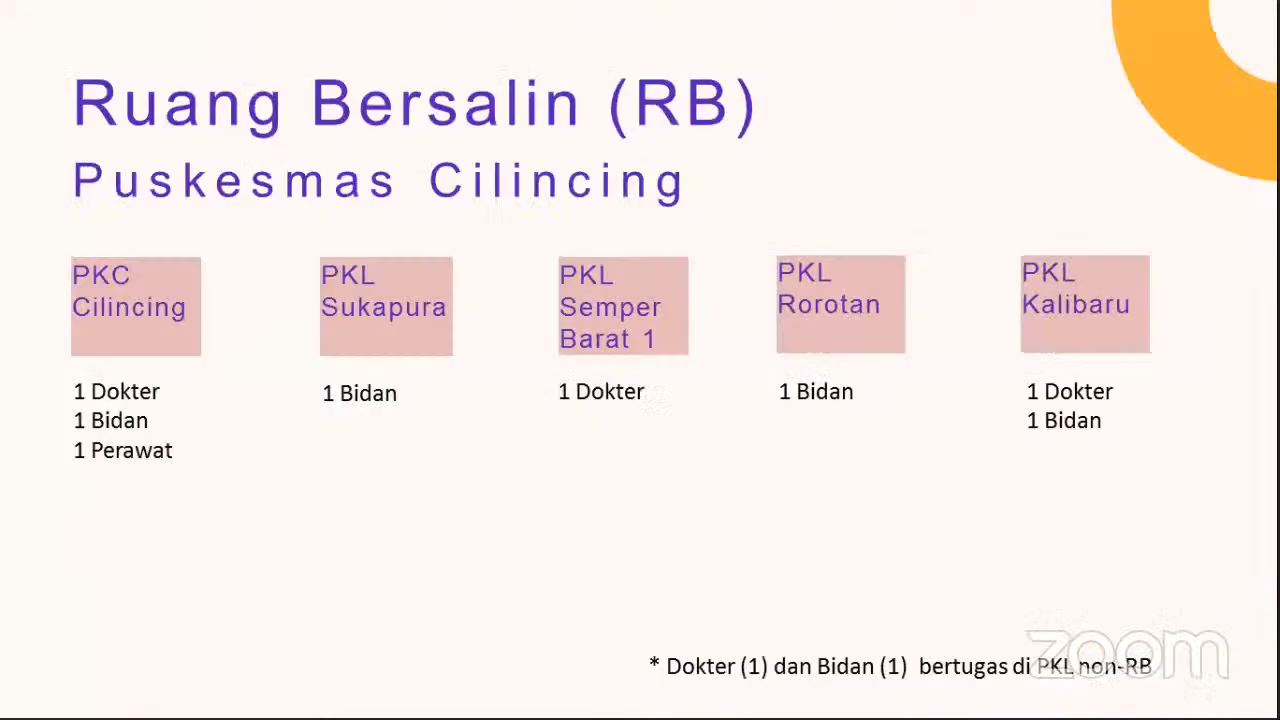 Ruang Bersalin (RB)
Puskesmas Cilincing
PKC
Cilincing
1 Dokter
1 Bidan
1 Perawat
PKL
Sukapura
1 Bidan
PKL
Semper
Barat 1
1 Dokter
PKL
Rorotan
1 Bidan
PKL
Kalibaru
1 Dokter
1 Bidan
* Dokter (1) dan Bidan (1)  bertugas di PKL non-RB
zoom